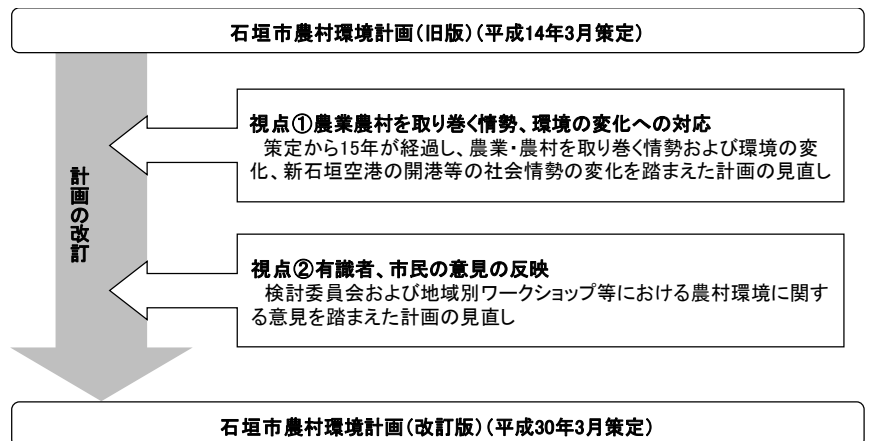 石垣市農村環境計画(旧版)(平成14年3月策定)
視点①農業農村を取り巻く情勢、環境の変化への対応
策定から15年が経過し、農業・農村を取り巻く情勢および環境の変
化、新石垣空港の開港等の社会情勢の変化を踏まえた計画の見直し
計画の改訂
視点②有識者、市民の意見の反映
検討委員会および地域別ワークショップ等における農村環境に関す
る意見を踏まえた計画の見直し
石垣市農村環境計画(改訂版)(平成30年3月策定)